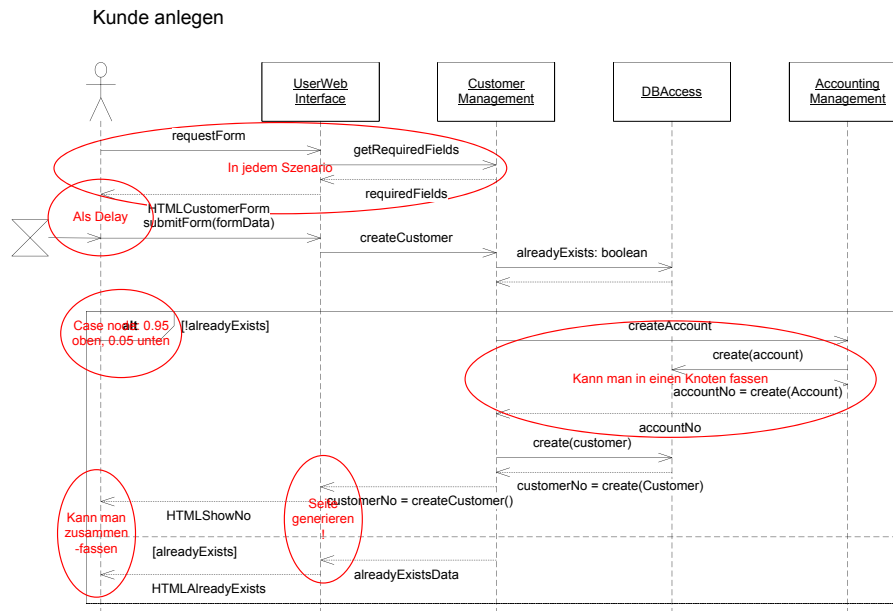 Kunde anlegen
UserWeb
Interface
Customer
Management
DBAccess
Accounting
Management
requestForm
getRequiredFields
In jedem Szenario
requiredFields
HTMLCustomerForm
Als Delay
submitForm(formData)
createCustomer
alreadyExists: boolean
Case node: 0.95
oben, 0.05 unten
alt
[!alreadyExists]
createAccount
create(account)
Kann man in einen Knoten fassen
accountNo = create(Account)
accountNo
create(customer)
customerNo = create(Customer)
customerNo = createCustomer()
Seite
generieren
!
HTMLShowNo
Kann man
zusammen
-fassen
[alreadyExists]
alreadyExistsData
HTMLAlreadyExists